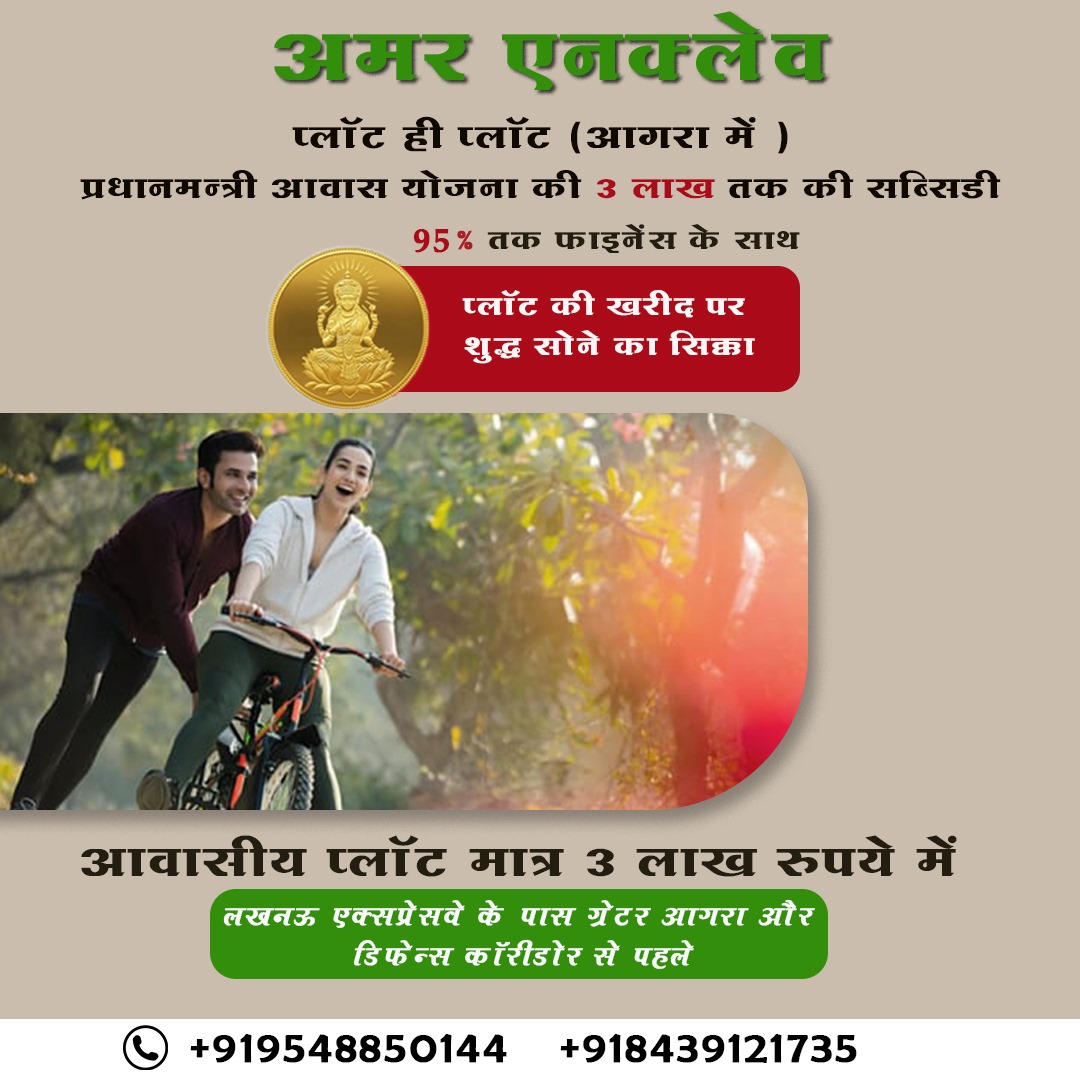 अमर एनक्लेव
प्लॉट ही प्लॉट (आगरा में )
प्रधानमन्त्री आवास योजना की 3 लाख तक की सब्सिडी
95% तक फाइनेंस के साथ
प्लॉट की खरीद पर
शुद्ध सोने का सिक्का
आवासीय प्लॉट मात्र 3 लाख रुपये में
लखनऊ एक्सप्रेसवे के पास ग्रेटर आगरा और
डिफेन्स कॉरीडोर से पहले
+919548850144 +918439121735